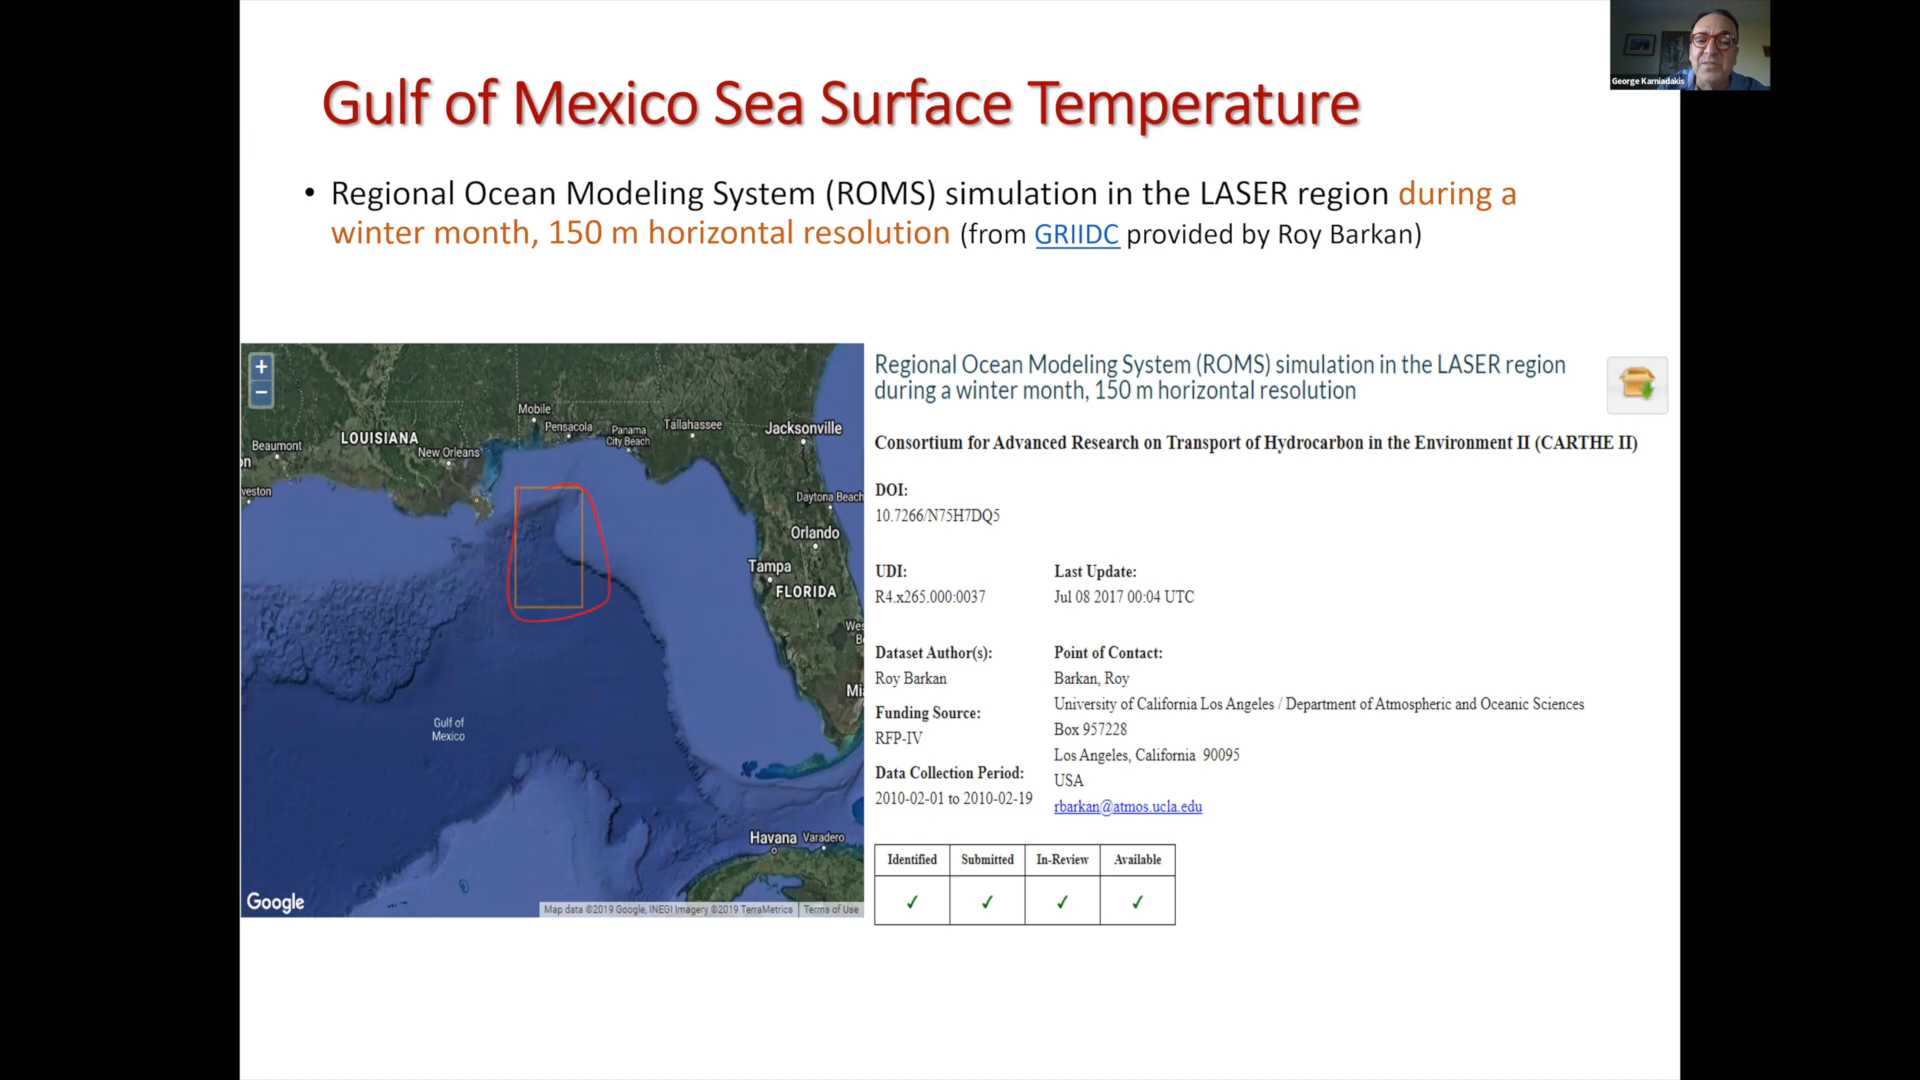 George Karniadakis
Gulf of Mexico Sea Surface Temperature
• Regional Ocean Modeling System (ROMS) simulation in the LASER region during a
winter month, 150 m horizontal resolution (from GRIIDC provided by Roy Barkan)
+
−
Mobile
Pensacola
Panama
City Beach
Tallahassee
Jacksonville
LOUISIANA
Beaumont
New Orleans
Daytona Beach
Orlando
Tampa
FLORIDA
Gulf of
Mexico
Havana
Varadero
Google
Map data ©2019 Google, INEGI Imagery ©2019 TerraMetrics
Terms of Use
Regional Ocean Modeling System (ROMS) simulation in the LASER region
during a winter month, 150 m horizontal resolution
Consortium for Advanced Research on Transport of Hydrocarbon in the Environment II (CARTHE II)
DOI:
10.7266/N75H7DQ5
UDI:
R4.x265.000:0037
Last Update:
Jul 08 2017 00:04 UTC
Dataset Author(s):
Roy Barkan
Funding Source:
RFP-IV
Data Collection Period:
2010-02-01 to 2010-02-19
Point of Contact:
Barkan, Roy
University of California Los Angeles / Department of Atmospheric and Oceanic Sciences
Box 957228
Los Angeles, California 90095
USA
rbarkan@atmos.ucla.edu
Identified Submitted In-Review Available
✓ ✓ ✓ ✓